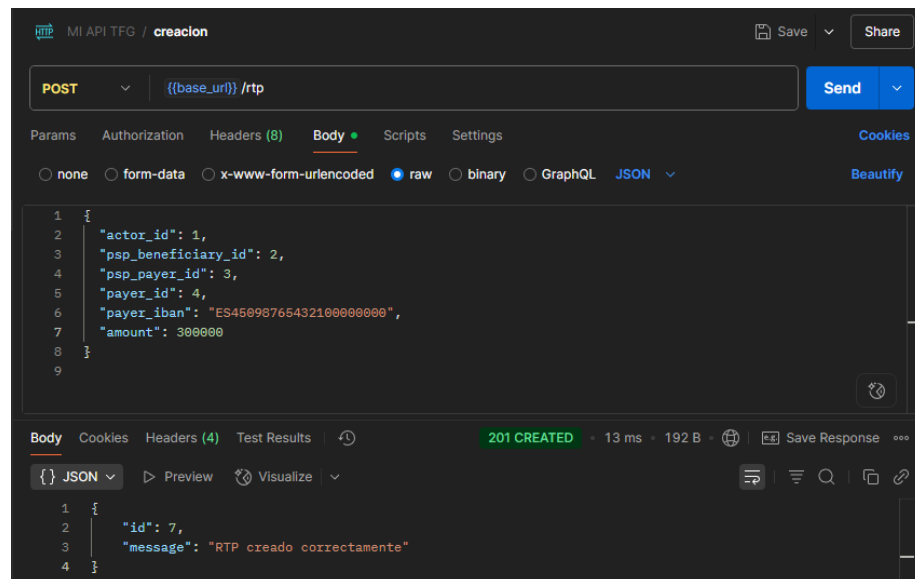 HTTP MI API TFG / creacion Save Share
POST {{base_url}} /rtp Send
Params Authorization Headers (8) Body Scripts Settings Cookies
none form-data x-www-form-urlencoded raw binary GraphQL JSON Beautify
1 {
2 "actor_id": 1,
3 "psp_beneficiary_id": 2,
4 "psp_payer_id": 3,
5 "payer_id": 4,
6 "payer_iban": "ES4509876543210000000",
7 "amount": 300000
8 }
9
Body Cookies Headers (4) Test Results 201 CREATED 13 ms 192 B e.g. Save Response
{} JSON Preview Visualize
1 {
2 "id": 7,
3 "message": "RTP creado correctamente"
4 }